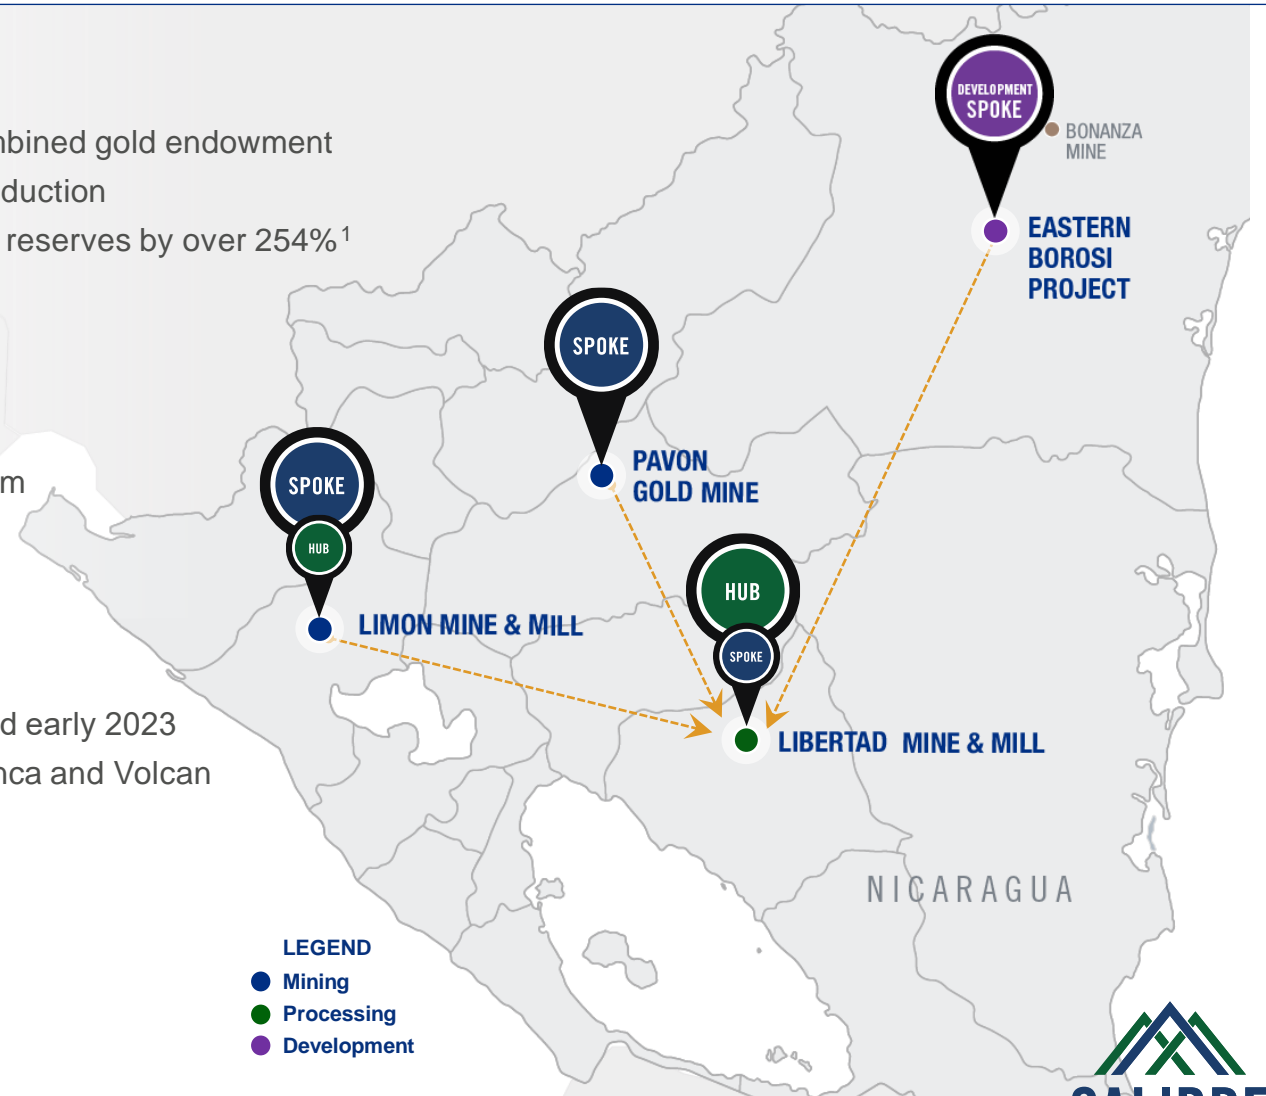 mbined gold endowment
duction
reserves by over 254%¹
m
d early 2023
nca and Volcan
DEVELOPMENT
SPOKE
BONANZA
MINE
EASTERN
BOROSI
PROJECT
SPOKE
PAVON
GOLD MINE
SPOKE
HUB
LIMON MINE & MILL
HUB
SPOKE
LIBERTAD MINE & MILL
NICARAGUA
LEGEND
Mining
Processing
Development
CALIBRE